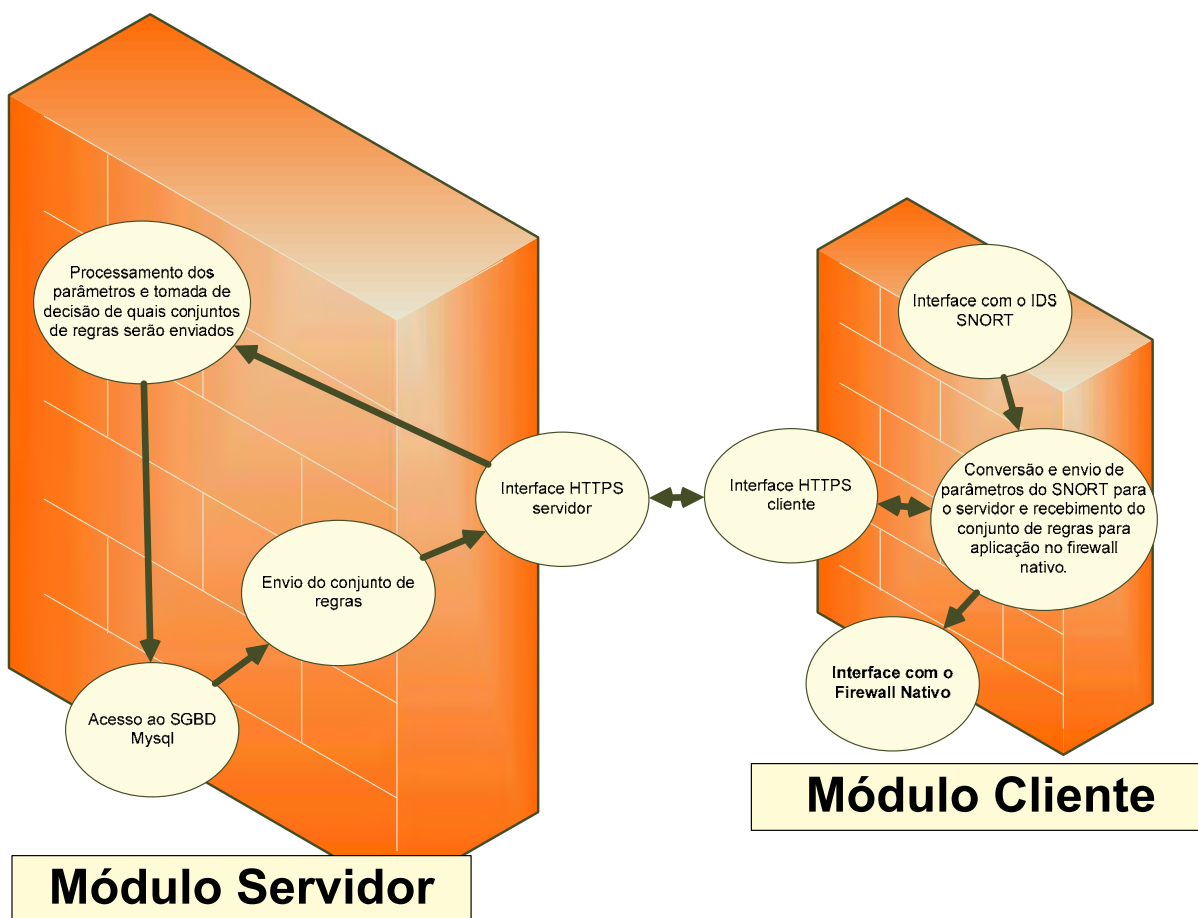 Processamento dos
parâmetros e tomada de
decisão de quais conjuntos
de regras serão enviados
Interface HTTPS
servidor
Envio do conjunto de
regras
Acesso ao SGBD
Mysql
Módulo Servidor
Interface com o IDS
SNORT
Interface HTTPS
cliente
Conversão e envio de
parâmetros do SNORT para
o servidor e recebimento do
conjunto de regras para
aplicação no firewall
nativo.
Interface com o
Firewall Nativo
Módulo Cliente